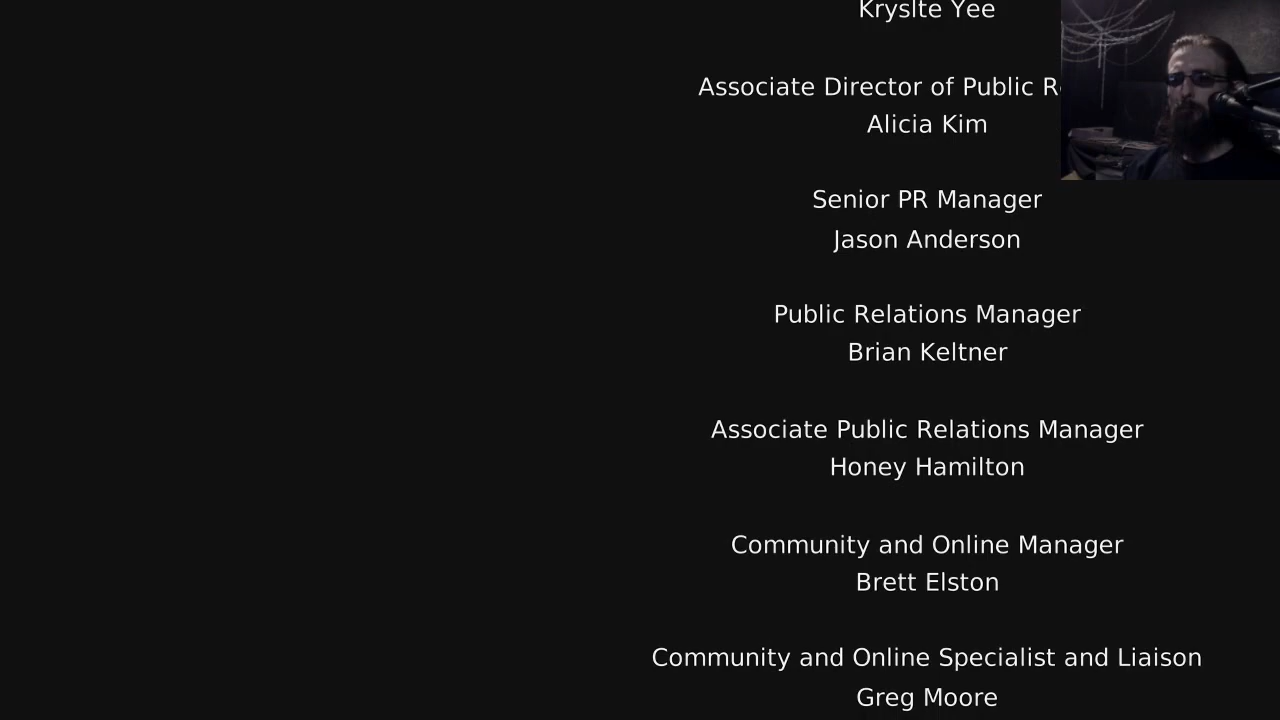 Kryslte Yee
Associate Director of Public R
Alicia Kim
Senior PR Manager
Jason Anderson
Public Relations Manager
Brian Keltner
Associate Public Relations Manager
Honey Hamilton
Community and Online Manager
Brett Elston
Community and Online Specialist and Liaison
Greg Moore